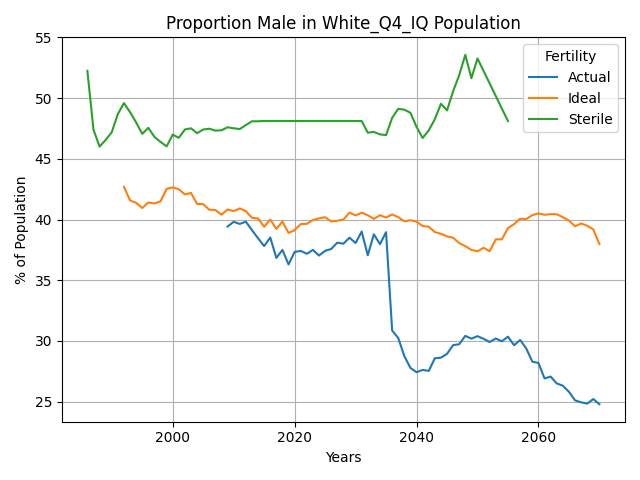 Proportion Male in White_Q4_IQ Population
% of Population
55
50
45
40
35
30
25
2000
2020
2040
2060
Years
Fertility
Actual
Ideal
Sterile